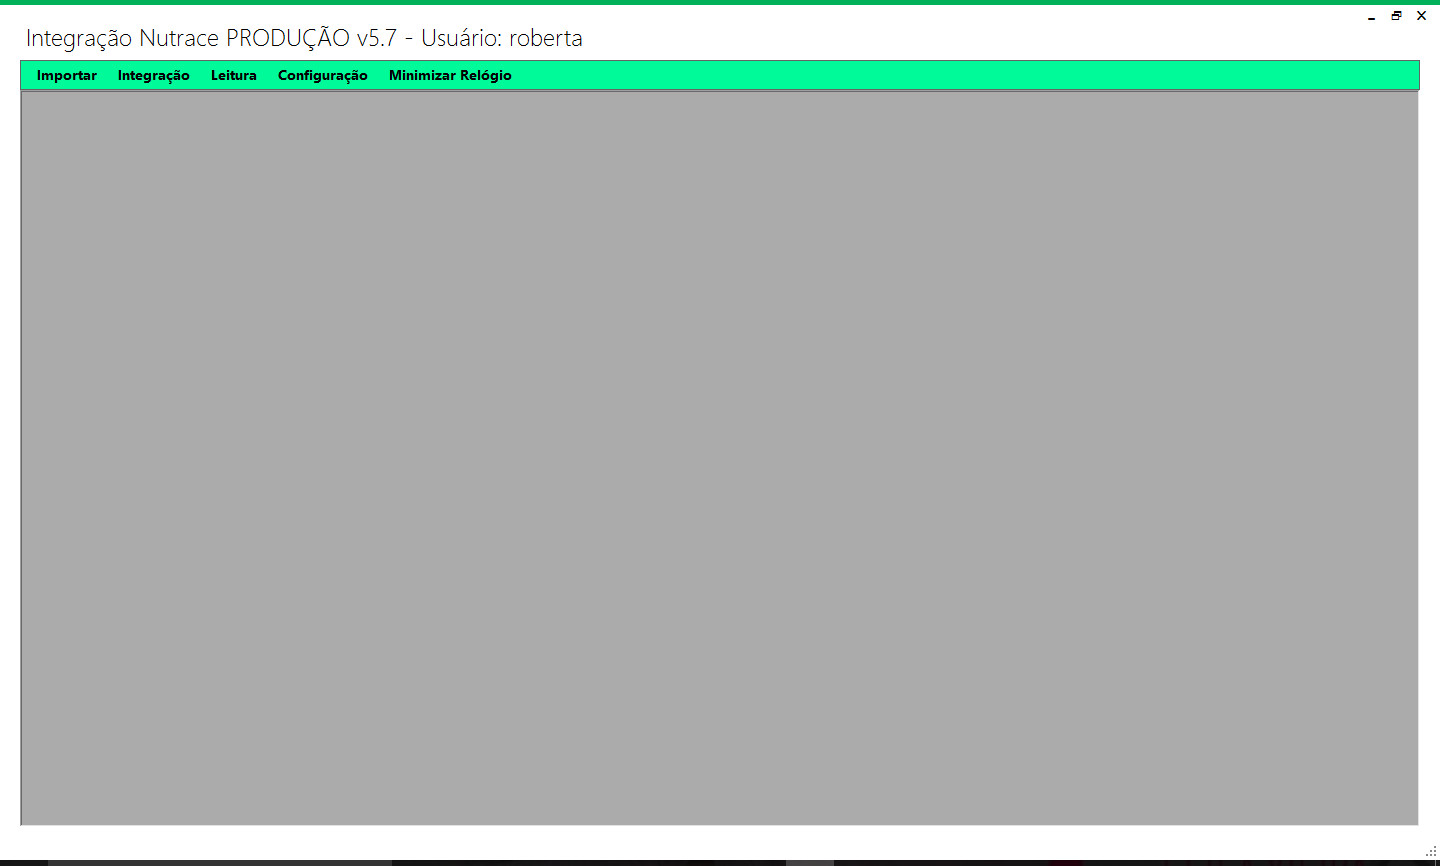 Integração Nutrace PRODUÇÃO v5.7 - Usuário: roberta
Importar Integração Leitura Configuração Minimizar Relógio